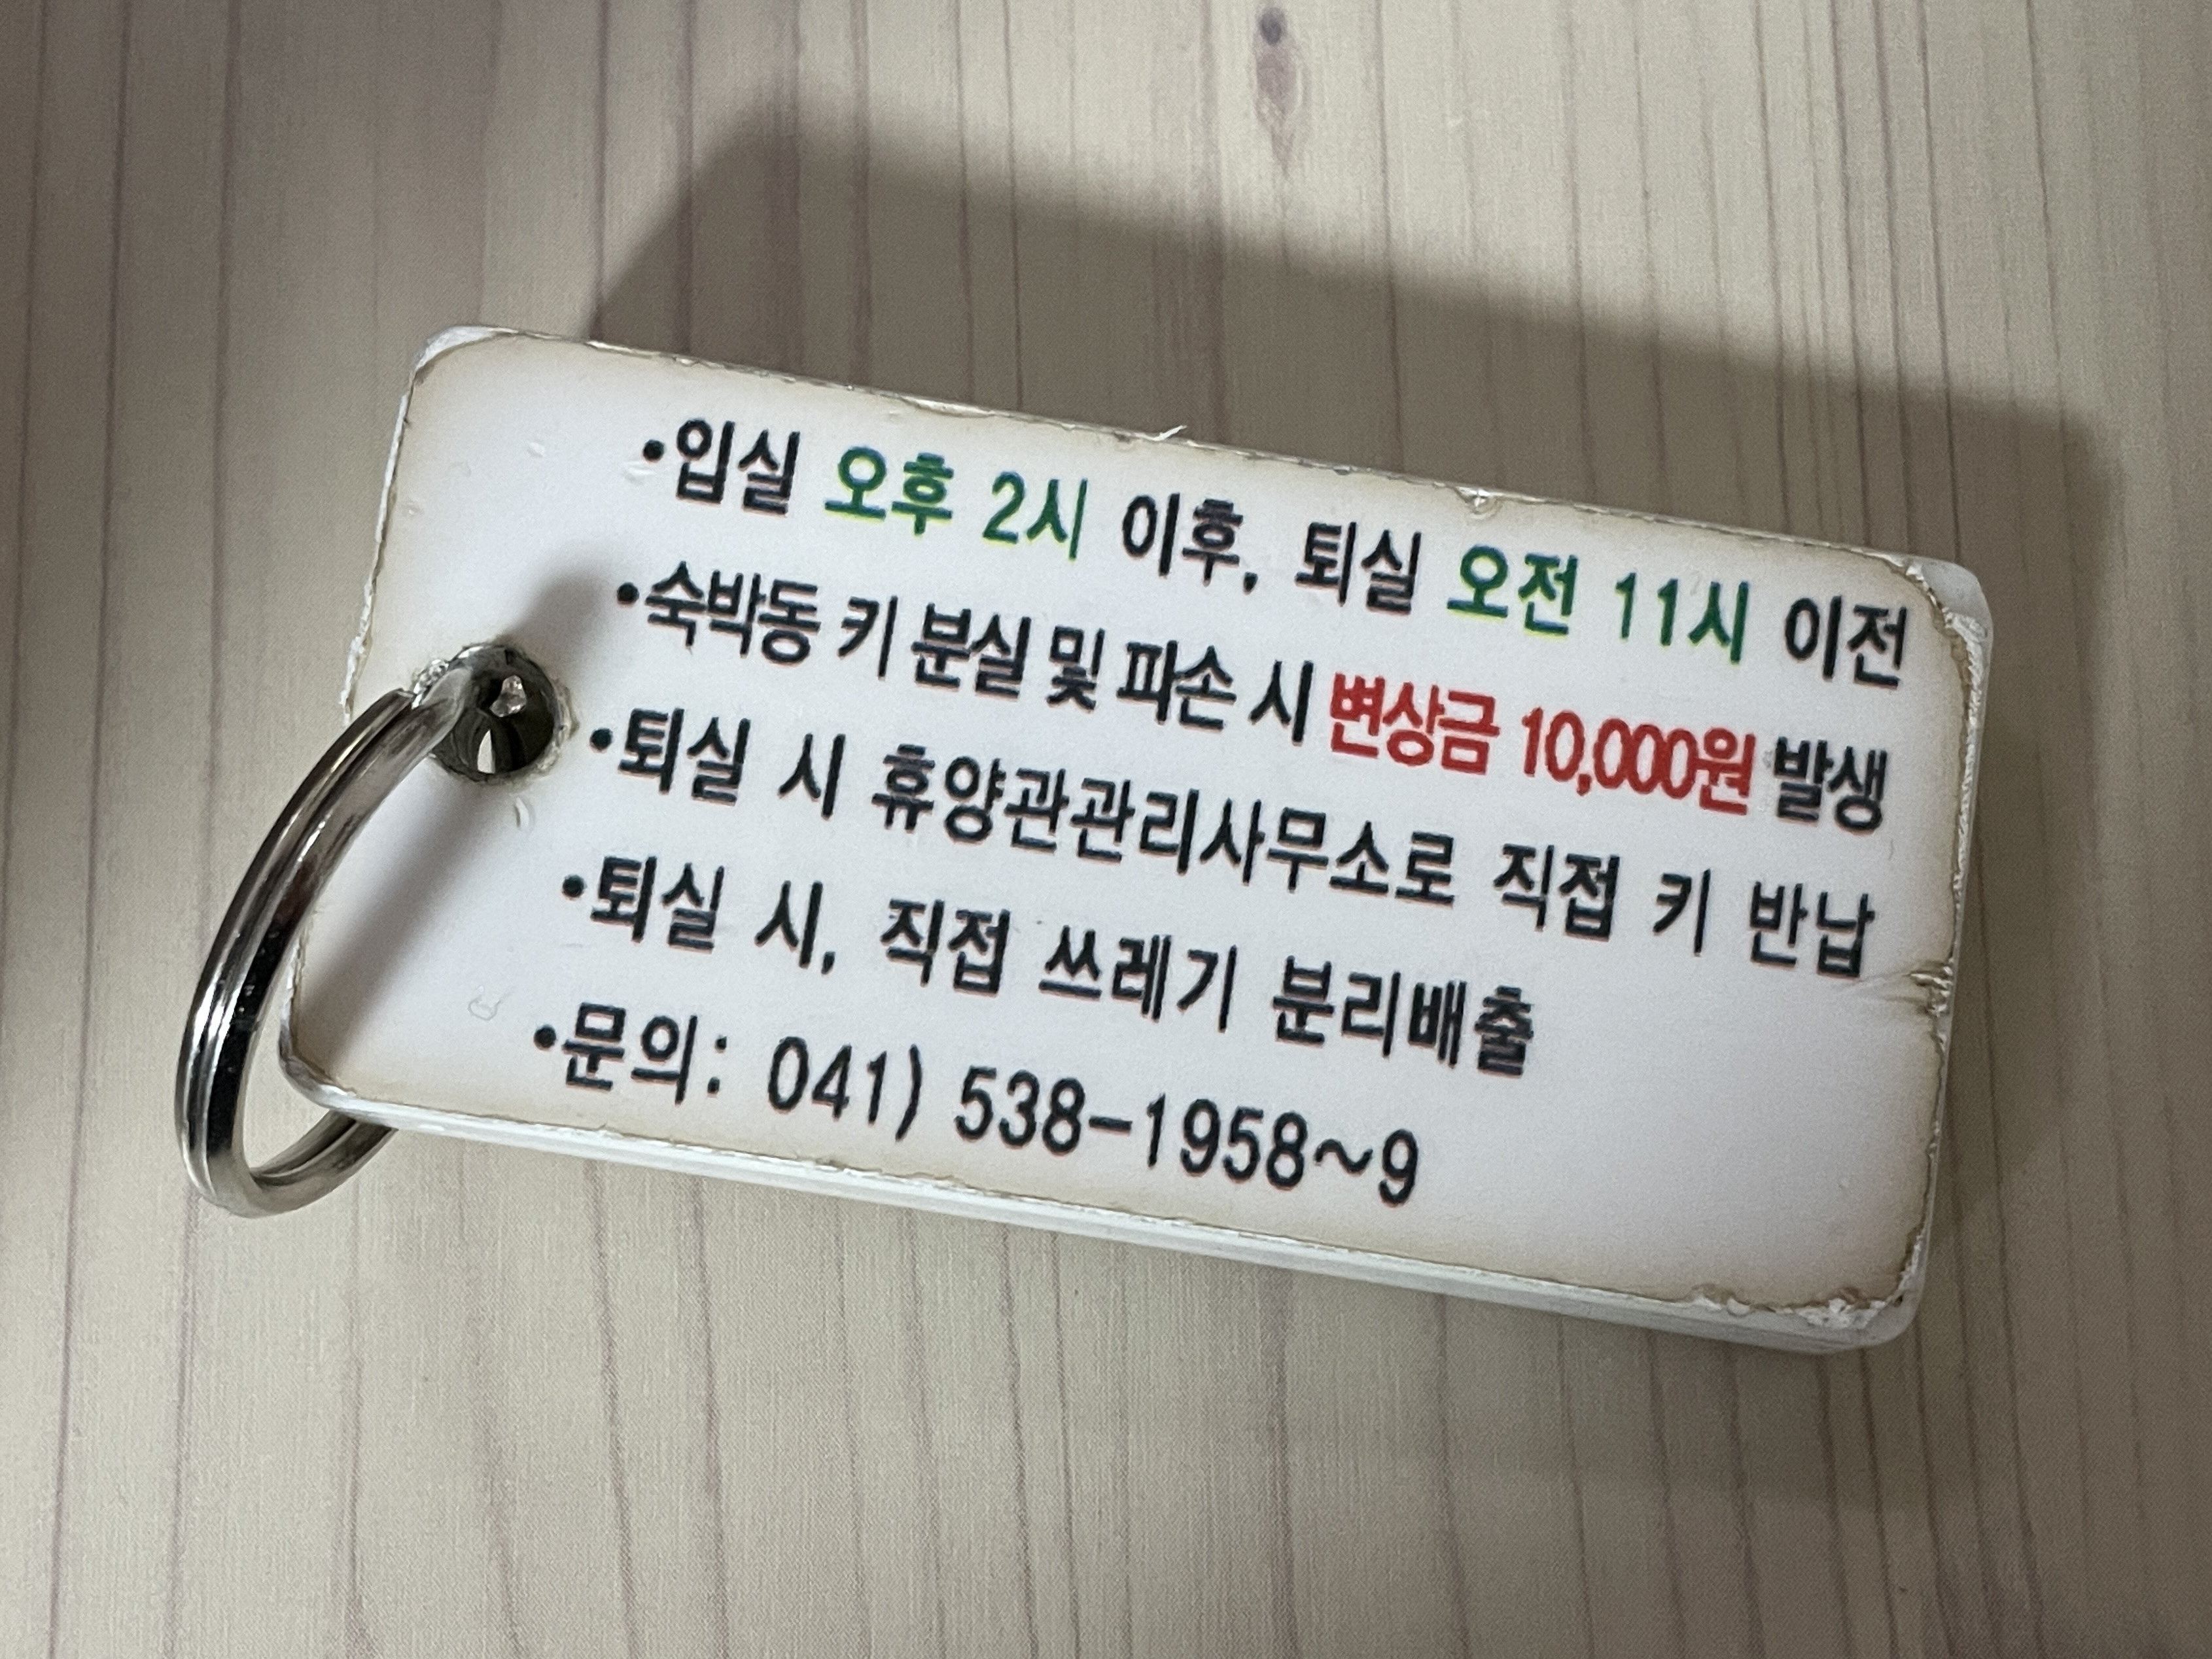 •입실 오후 2시 이후, 퇴실 오전 11시 이전
•숙박동 키 분실 및 파손 시 변상금 10,000원 발생
•퇴실 시 휴양관관리사무소로 직접 키 반납
•퇴실 시, 직접 쓰레기 분리배출
•문의: 041) 538-1958~9